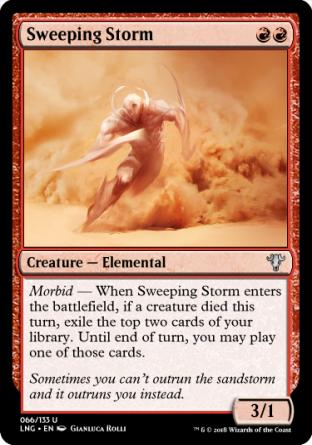 Sweeping Storm
Creature — Elemental
Morbid — When Sweeping Storm enters
the battlefield, if a creature died this
turn, exile the top two cards of your
library. Until end of turn, you may play
one of those cards.
Sometimes you can't outrun the sandstorm
and it outruns you instead.
3/1
066/133 U
LNG • EN Gianluca Rolli
™ & © 2018 Wizards of the Coast